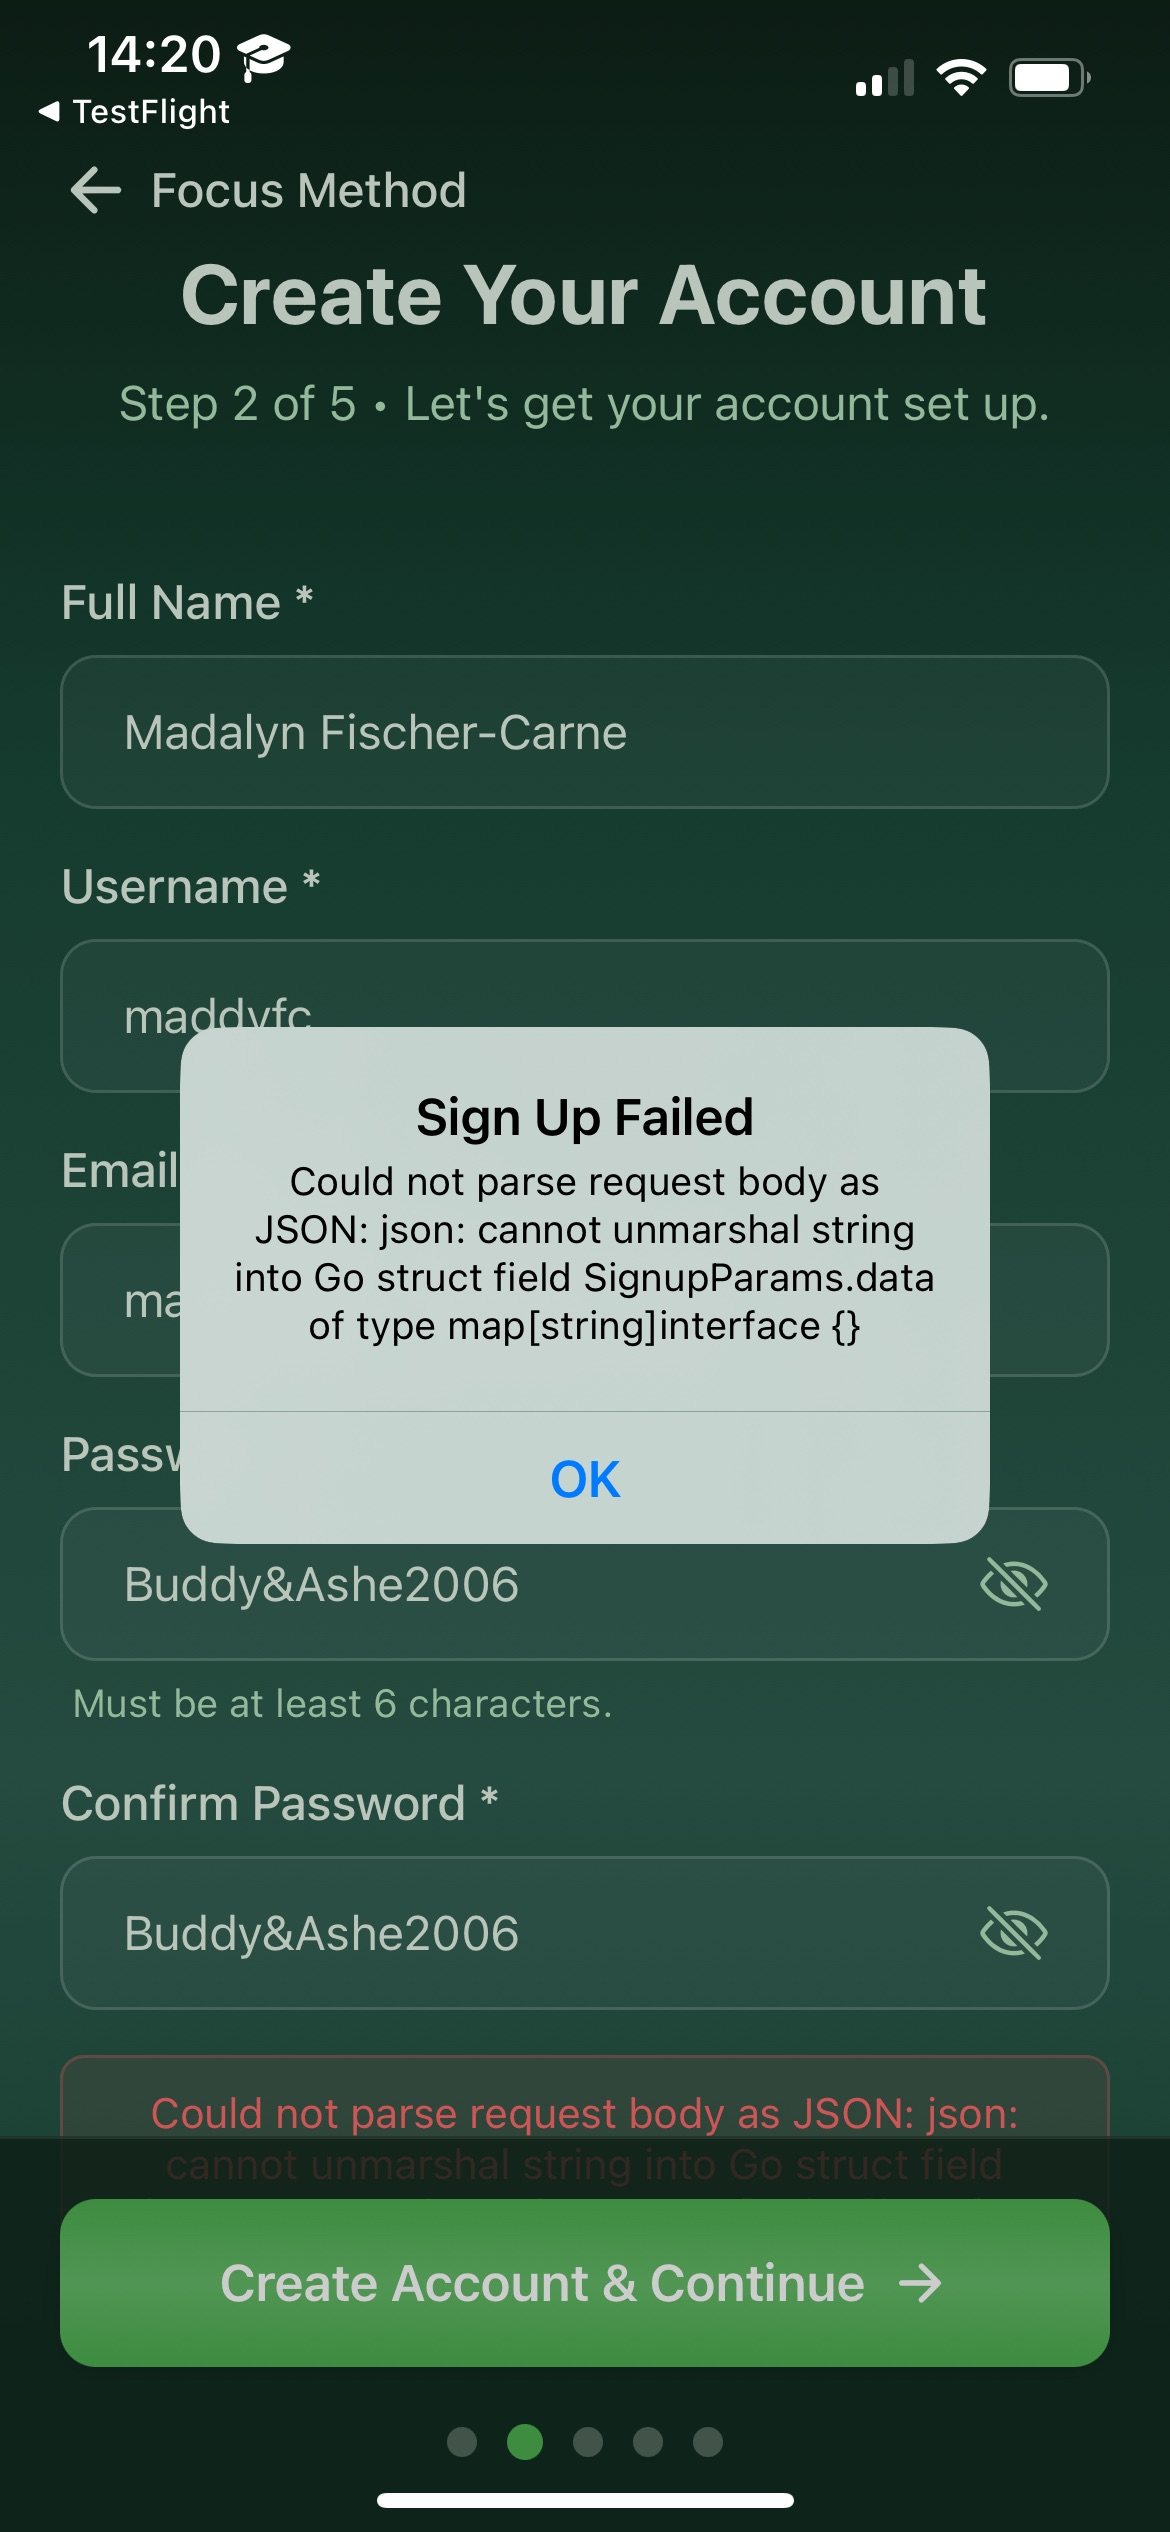 14:20
TestFlight
Focus Method
Create Your Account
Step 2 of 5 • Let's get your account set up.
Full Name *
Madalyn Fischer-Carne
Username *
maddyfc
Sign Up Failed
Could not parse request body as
JSON: json: cannot unmarshal string
into Go struct field SignupParams.data
of type map[string]interface {}
OK
Email
ma
Passw
Buddy&Ashe2006
Must be at least 6 characters.
Confirm Password *
Buddy&Ashe2006
Could not parse request body as JSON: json:
cannot unmarshal string into Go struct field
Create Account & Continue →